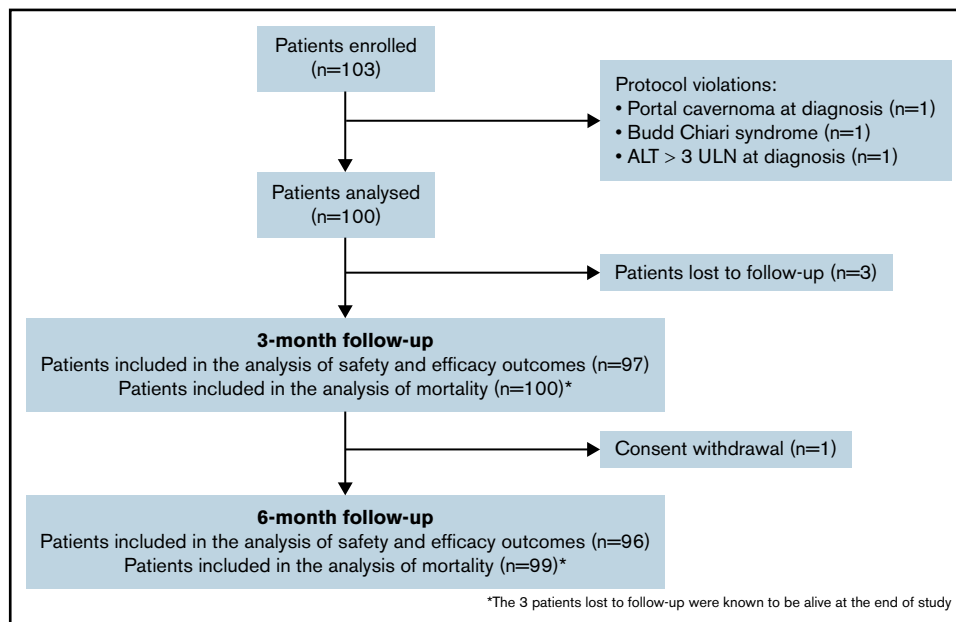 Patients enrolled
(n=103)
Protocol violations:
• Portal cavernoma at diagnosis (n=1)
• Budd Chiari syndrome (n=1)
• ALT > 3 ULN at diagnosis (n=1)
Patients analysed
(n=100)
Patients lost to follow-up (n=3)
3-month follow-up
Patients included in the analysis of safety and efficacy outcomes (n=97)
Patients included in the analysis of mortality (n=100)*
Consent withdrawal (n=1)
6-month follow-up
Patients included in the analysis of safety and efficacy outcomes (n=96)
Patients included in the analysis of mortality (n=99)*
*The 3 patients lost to follow-up were known to be alive at the end of study